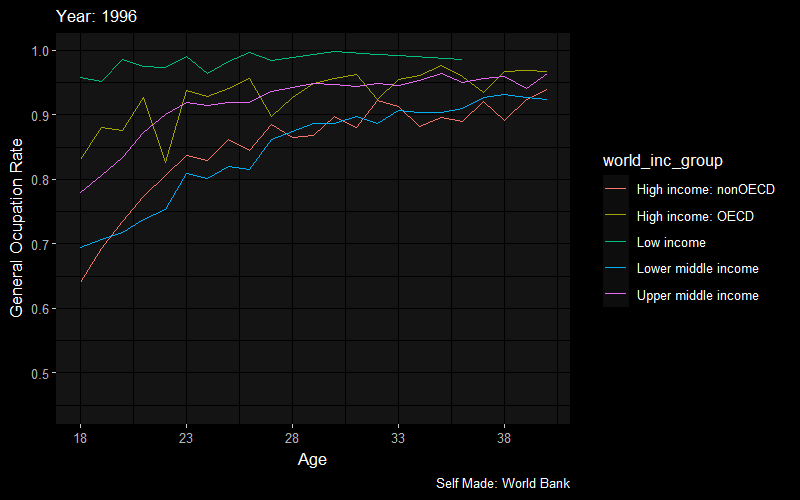 Year: 1996
1.0
0.9
0.8
0.7
0.6
0.5
General Ocupation Rate
18 23 28 33 38
Age
world_inc_group
High income: nonOECD
High income: OECD
Low income
Lower middle income
Upper middle income
Self Made: World Bank